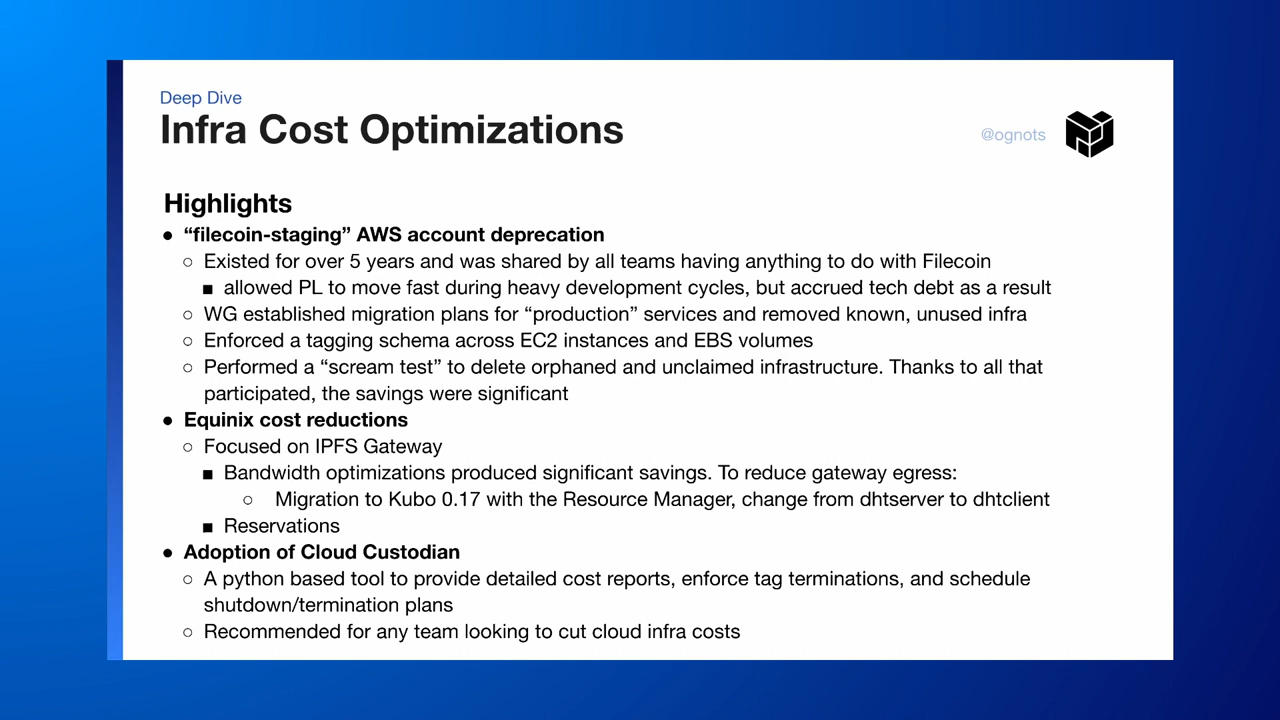 Deep Dive
Infra Cost Optimizations
@ognots
Highlights
● “filecoin-staging” AWS account deprecation
○ Existed for over 5 years and was shared by all teams having anything to do with Filecoin
■ allowed PL to move fast during heavy development cycles, but accrued tech debt as a result
○ WG established migration plans for “production” services and removed known, unused infra
○ Enforced a tagging schema across EC2 instances and EBS volumes
○ Performed a “scream test” to delete orphaned and unclaimed infrastructure. Thanks to all that
participated, the savings were significant
● Equinix cost reductions
○ Focused on IPFS Gateway
■ Bandwidth optimizations produced significant savings. To reduce gateway egress:
○ Migration to Kubo 0.17 with the Resource Manager, change from dhtserver to dhtclient
■ Reservations
● Adoption of Cloud Custodian
○ A python based tool to provide detailed cost reports, enforce tag terminations, and schedule
shutdown/termination plans
○ Recommended for any team looking to cut cloud infra costs